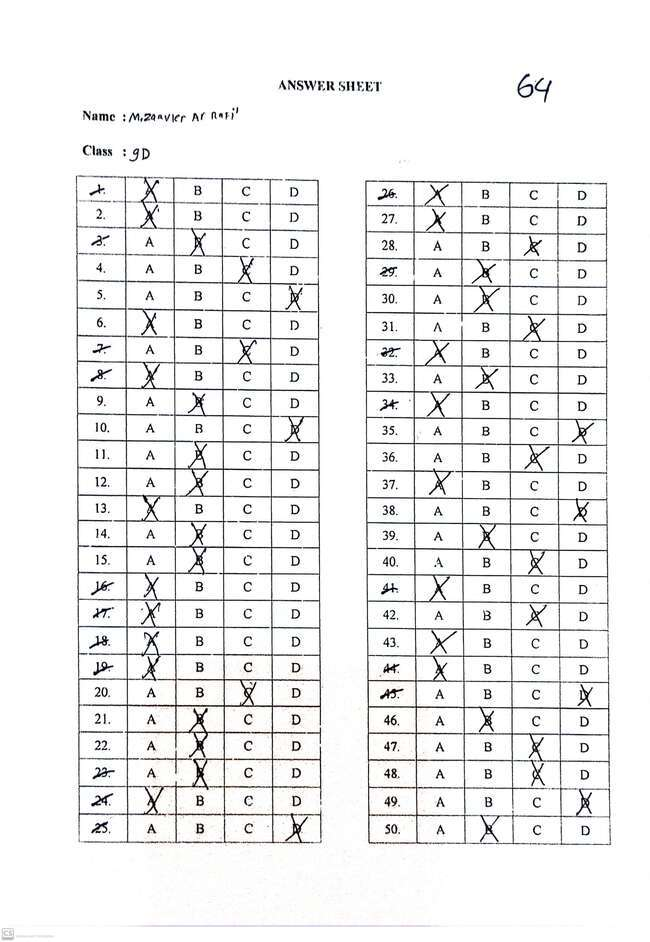 ANSWER SHEET
64
Name : M.Zaavier Ar Rafi'
Class : 9D
1. A B C D
2. A B C D
3. A B C D
4. A B C D
5. A B C D
6. A B C D
7. A B C D
8. A B C D
9. A B C D
10. A B C D
11. A B C D
12. A B C D
13. A B C D
14. A B C D
15. A B C D
16. A B C D
17. A B C D
18. A B C D
19. A B C D
20. A B C D
21. A B C D
22. A B C D
23. A B C D
24. A B C D
25. A B C D
26. A B C D
27. A B C D
28. A B C D
29. A B C D
30. A B C D
31. A B C D
32. A B C D
33. A B C D
34. A B C D
35. A B C D
36. A B C D
37. A B C D
38. A B C D
39. A B C D
40. A B C D
41. A B C D
42. A B C D
43. A B C D
44. A B C D
45. A B C D
46. A B C D
47. A B C D
48. A B C D
49. A B C D
50. A B C D
CS